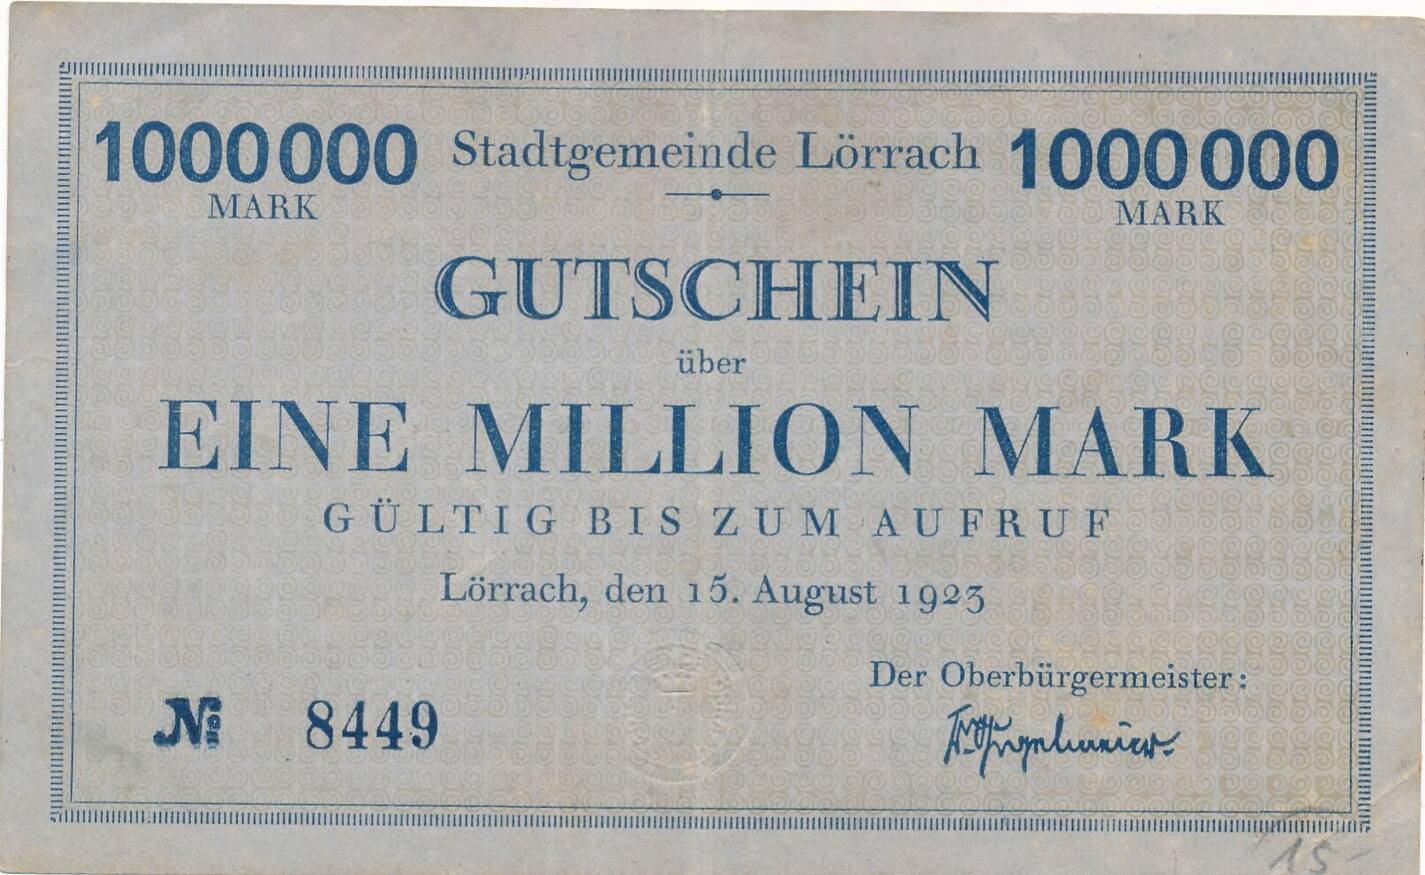 1000000 Stadtgemeinde Lörrach 1000000
MARK MARK
GUTSCHEIN
über
EINE MILLION MARK
GÜLTIG BIS ZUM AUFRUF
Lörrach, den 15. August 1923
Der Oberbürgermeister:
№ 8449
15-